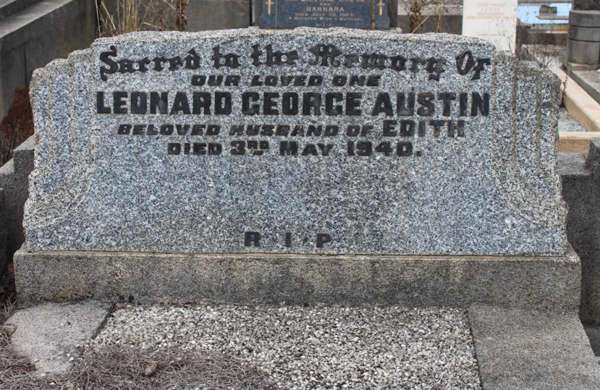 BARBARA
Sacred to the Memory Of
OUR LOVED ONE
LEONARD GEORGE AUSTIN
BELOVED HUSBAND OF EDITH
DIED 3RD MAY 1940.
R.I.P.